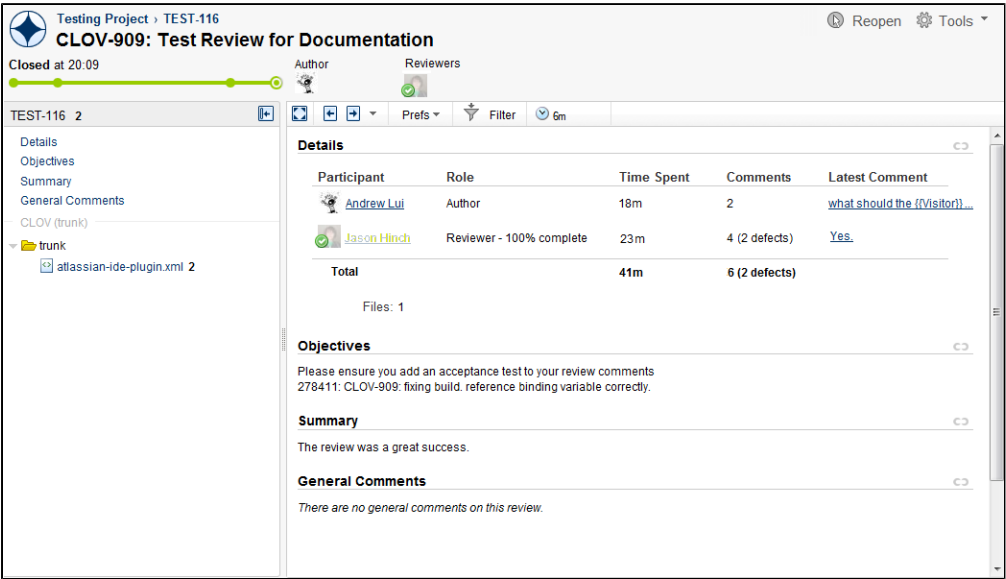 Testing Project › TEST-116
CLOV-909: Test Review for Documentation
Reopen Tools
Closed at 20:09
Author Reviewers
TEST-116 2
Prefs Filter 6m
Details
Objectives
Summary
General Comments
CLOV (trunk)
trunk
atlassian-ide-plugin.xml 2
Details
Participant Role Time Spent Comments Latest Comment
Andrew Lui Author 18m 2 what should the {{Visitor}} ...
Jason Hinch Reviewer - 100% complete 23m 4 (2 defects) Yes.
Total 41m 6 (2 defects)
Files: 1
Objectives
Please ensure you add an acceptance test to your review comments
278411: CLOV-909: fixing build. reference binding variable correctly.
Summary
The review was a great success.
General Comments
There are no general comments on this review.